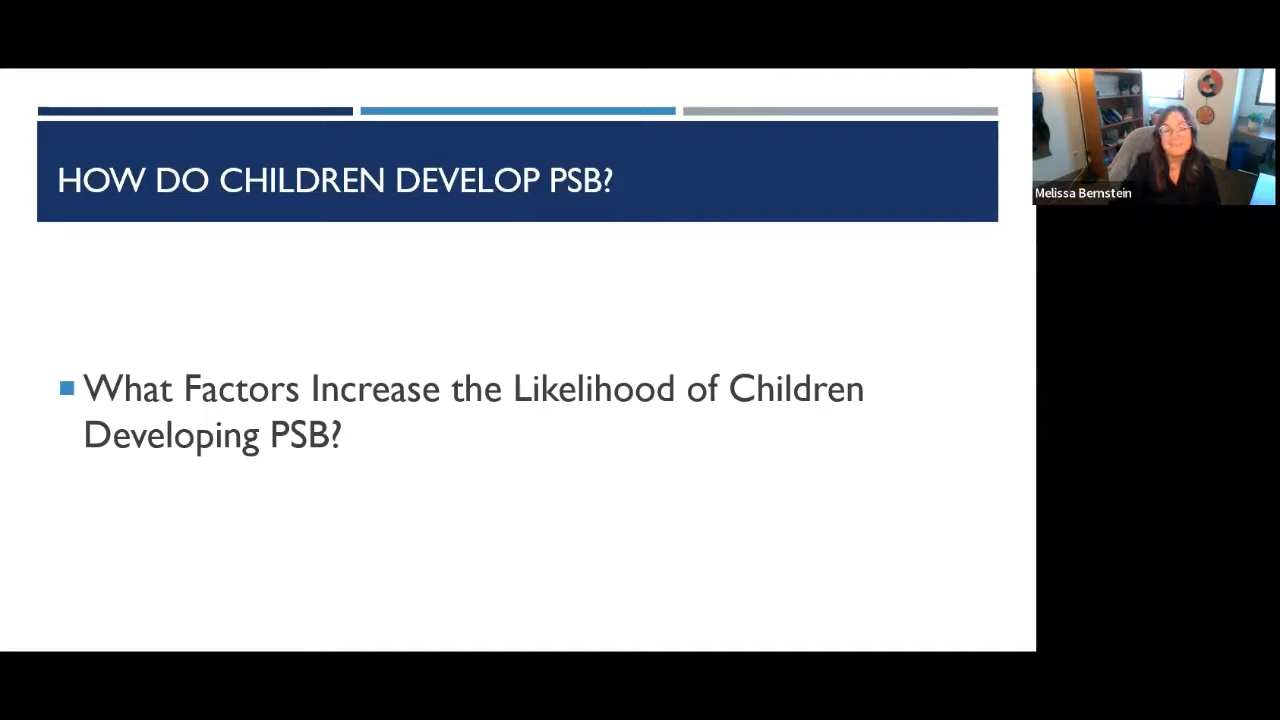 HOW DO CHILDREN DEVELOP PSB?
Melissa Bernstein
What Factors Increase the Likelihood of Children
Developing PSB?